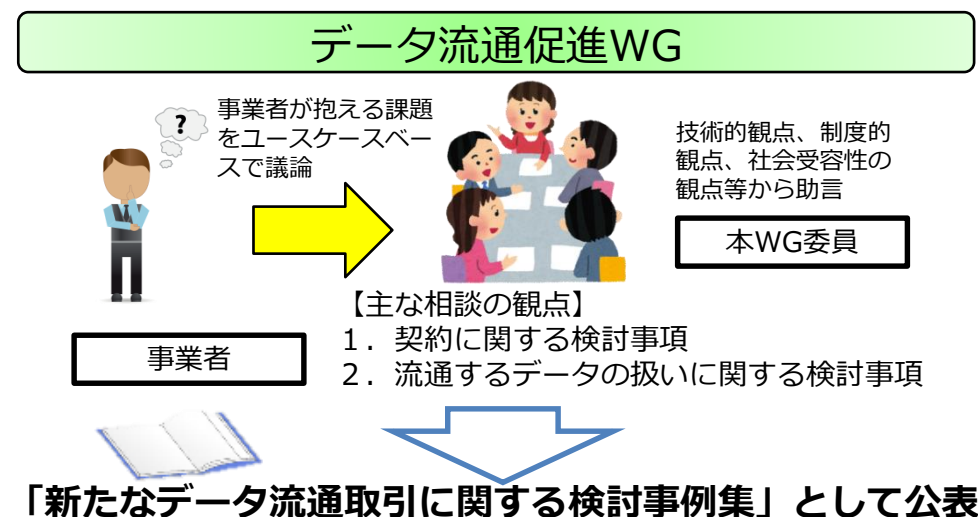 データ流通促進WG
?
事業者が抱える課題
をユースケースベー
スで議論
技術的観点、制度的
観点、社会受容性の
観点等から助言
本WG委員
事業者
【主な相談の観点】
１．契約に関する検討事項
２．流通するデータの扱いに関する検討事項
「新たなデータ流通取引に関する検討事例集」として公表